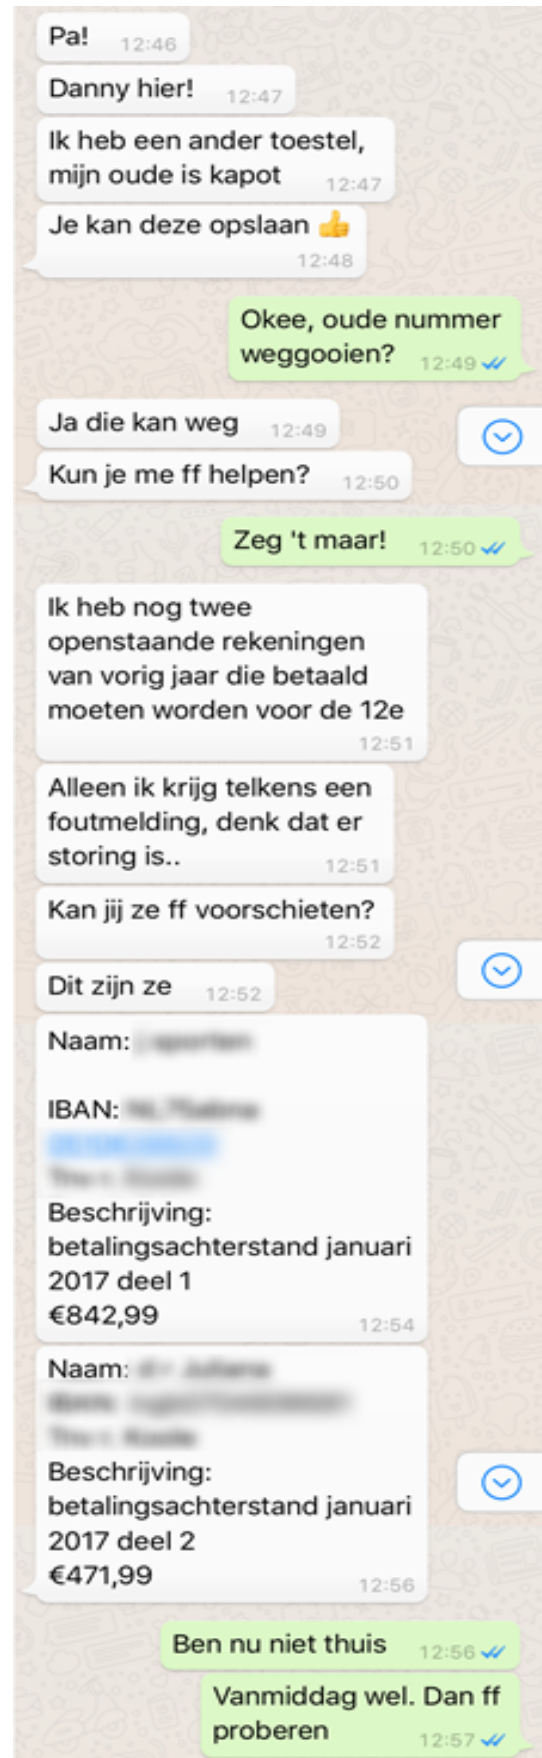 Pa! 12:46
Danny hier! 12:47
Ik heb een ander toestel,
mijn oude is kapot 12:47
Je kan deze opslaan 👍
12:48
Okee, oude nummer
weggooien? 12:49
Ja die kan weg 12:49
Kun je me ff helpen? 12:50
Zeg 't maar! 12:50
Ik heb nog twee
openstaande rekeningen
van vorig jaar die betaald
moeten worden voor de 12e
12:51
Alleen ik krijg telkens een
foutmelding, denk dat er
storing is.. 12:51
Kan jij ze ff voorschieten?
12:52
Dit zijn ze 12:52
Naam:
IBAN:
Beschrijving:
betalingsachterstand januari
2017 deel 1
€842,99 12:54
Naam:
Beschrijving:
betalingsachterstand januari
2017 deel 2
€471,99 12:56
Ben nu niet thuis 12:56
Vanmiddag wel. Dan ff
proberen 12:57